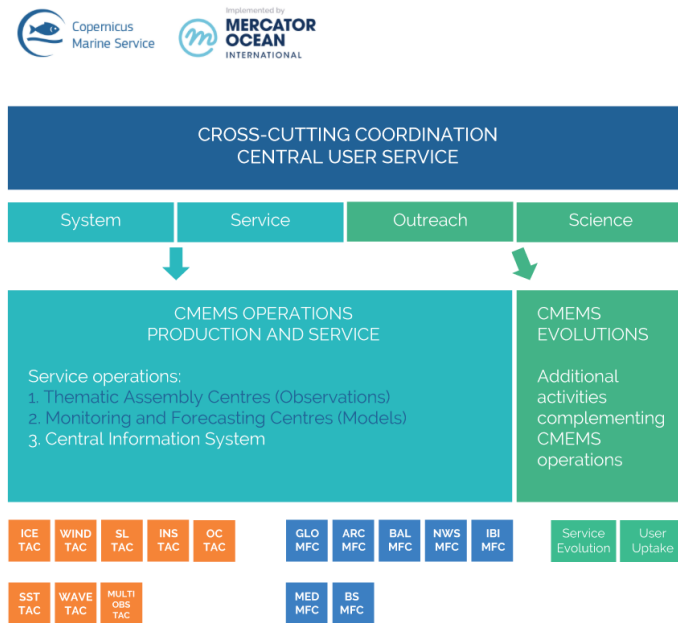 Copernicus
Marine Service
Implemented by
MERCATOR
OCEAN
INTERNATIONAL
CROSS-CUTTING COORDINATION
CENTRAL USER SERVICE
System
Service
Outreach
Science
CMEMS OPERATIONS
PRODUCTION AND SERVICE
Service operations:
1. Thematic Assembly Centres (Observations)
2. Monitoring and Forecasting Centres (Models)
3. Central Information System
CMEMS
EVOLUTIONS
Additional
activities
complementing
CMEMS
operations
ICE
TAC
WIND
TAC
SL
TAC
INS
TAC
OC
TAC
GLO
MFC
ARC
MFC
BAL
MFC
NWS
MFC
IBI
MFC
Service
Evolution
User
Uptake
SST
TAC
WAVE
TAC
MULTI
OBS
TAC
MED
MFC
BS
MFC